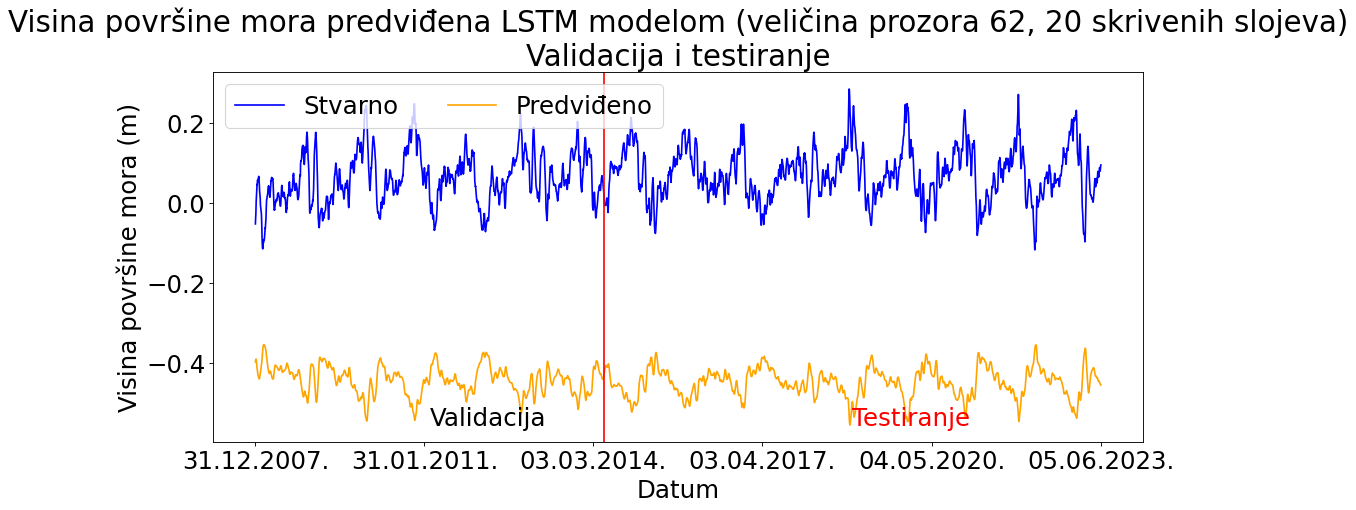 Visina površine mora predviđena LSTM modelom (veličina prozora 62, 20 skrivenih slojeva)
Validacija i testiranje
Stvarno
Predviđeno
Visina površine mora (m)
0.2
0.0
−0.2
−0.4
Validacija
Testiranje
31.12.2007.
31.01.2011.
03.03.2014.
03.04.2017.
04.05.2020.
05.06.2023.
Datum